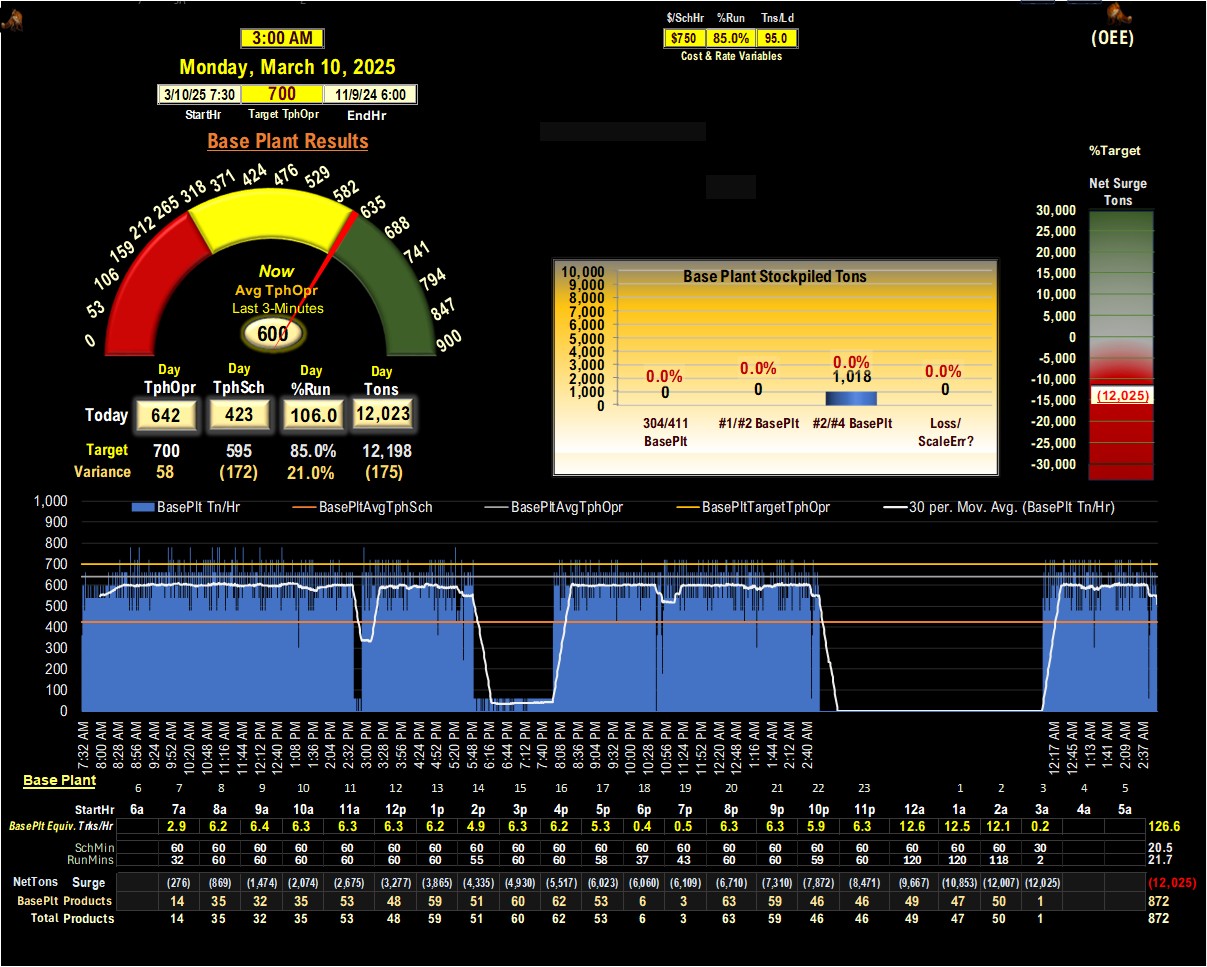 $/SchHr %Run Tns/Ld
$750 85.0% 95.0
Cost & Rate Variables
(OEE)
3:00 AM
Monday, March 10, 2025
3/10/25 7:30 700 11/9/24 6:00
StartHr Target TphOpr EndHr
Base Plant Results
0 53 106 159 212 265 318 371 424 476 529 582 635 688 741 794 847 900
Now
Avg TphOpr
Last 3-Minutes
600
Day Day Day Day
TphOpr TphSch %Run Tons
Today 642 423 106.0 12,023
Target 700 595 85.0% 12,198
Variance 58 (172) 21.0% (175)
Base Plant Stockpiled Tons
10,000
9,000
8,000
7,000
6,000
5,000
4,000
3,000
2,000
1,000
0
0.0% 0.0% 0.0% 0.0%
0 0 1,018 0
304/411 BasePlt
#1/#2 BasePlt
#2/#4 BasePlt
Loss/ ScaleErr?
%Target
Net Surge
Tons
30,000
25,000
20,000
15,000
10,000
5,000
0
-5,000
-10,000
-15,000
-20,000
-25,000
-30,000
(12,025)
BasePlt Tn/Hr BasePltAvgTphSch BasePltAvgTphOpr BasePltTargetTphOpr 30 per. Mov. Avg. (BasePlt Tn/Hr)
1,000
900
800
700
600
500
400
300
200
100
0
7:32 AM 8:00 AM 8:28 AM 8:56 AM 9:24 AM 9:52 AM 10:20 AM 10:48 AM 11:16 AM 11:44 AM 12:12 PM 12:40 PM 1:08 PM 1:36 PM 2:04 PM 2:32 PM 3:00 PM 3:28 PM 3:56 PM 4:24 PM 4:52 PM 5:20 PM 5:48 PM 6:16 PM 6:44 PM 7:12 PM 7:40 PM 8:08 PM 8:36 PM 9:04 PM 9:32 PM 10:00 PM 10:28 PM 10:56 PM 11:24 PM 11:52 PM 12:20 AM 12:48 AM 1:16 AM 1:44 AM 2:12 AM 2:40 AM 12:17 AM 12:45 AM 1:13 AM 1:41 AM 2:09 AM 2:37 AM
Base Plant
6 7 8 9 10 11 12 13 14 15 16 17 18 19 20 21 22 23 1 2 3 4 5
StartHr 6a 7a 8a 9a 10a 11a 12p 1p 2p 3p 4p 5p 6p 7p 8p 9p 10p 11p 12a 1a 2a 3a 4a 5a
BasePlt Equiv. Trks/Hr 2.9 6.2 6.4 6.3 6.3 6.3 6.2 4.9 6.3 6.2 5.3 0.4 0.5 6.3 6.3 5.9 6.3 12.6 12.5 12.1 0.2 126.6
SchMin 60 60 60 60 60 60 60 60 60 60 60 60 60 60 60 60 60 60 60 60 30 20.5
RunMins 32 60 60 60 60 60 60 55 60 60 58 37 43 60 60 59 60 120 120 118 2 21.7
NetTons Surge (276) (869) (1,474) (2,074) (2,675) (3,277) (3,865) (4,335) (4,930) (5,517) (6,023) (6,060) (6,109) (6,710) (7,310) (7,872) (8,471) (9,667) (10,853) (12,007) (12,025) (12,025)
BasePlt Products 14 35 32 35 53 48 59 51 60 62 53 6 3 63 59 46 46 49 47 50 1 872
Total Products 14 35 32 35 53 48 59 51 60 62 53 6 3 63 59 46 46 49 47 50 1 872